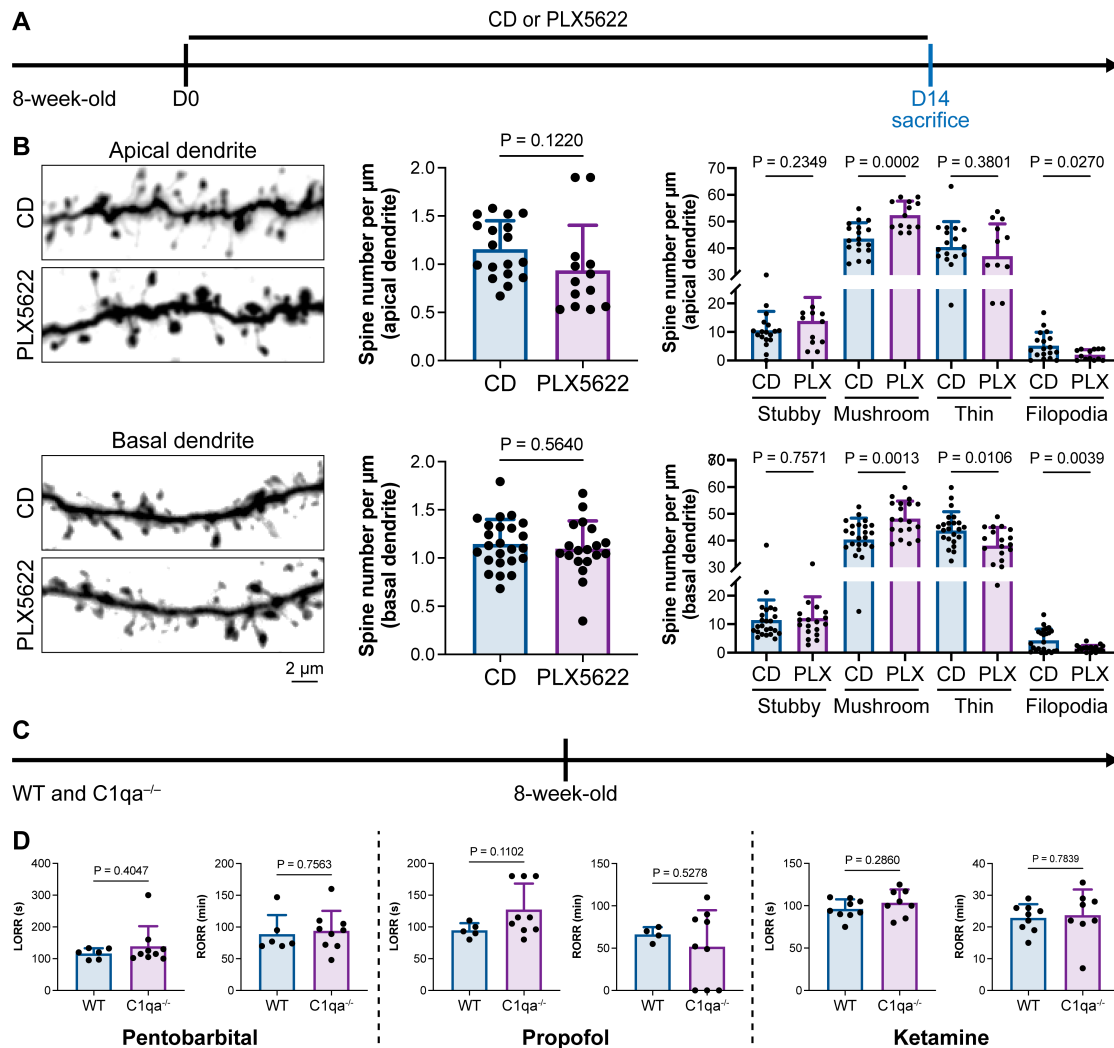 A
CD or PLX5622
8-week-old
D0
D14
sacrifice
B
Apical dendrite
CD
PLX5622
Spine number per µm
(apical dendrite)
2.0
1.5
1.0
0.5
0.0
P = 0.1220
CD PLX5622
Spine number per µm
(apical dendrite)
70
60
50
40
30
20
10
0
P = 0.2349 P = 0.0002 P = 0.3801 P = 0.0270
CD PLX CD PLX CD PLX CD PLX
Stubby Mushroom Thin Filopodia
Basal dendrite
CD
PLX5622
2 µm
Spine number per µm
(basal dendrite)
2.0
1.5
1.0
0.5
0.0
P = 0.5640
CD PLX5622
Spine number per µm
(basal dendrite)
70
60
50
40
30
20
10
0
P = 0.7571 P = 0.0013 P = 0.0106 P = 0.0039
CD PLX CD PLX CD PLX CD PLX
Stubby Mushroom Thin Filopodia
C
WT and C1qa⁻/⁻
8-week-old
D
LORR (s)
400
300
200
100
0
P = 0.4047
WT C1qa⁻/⁻
RORR (min)
200
150
100
50
0
P = 0.7563
WT C1qa⁻/⁻
Pentobarbital
LORR (s)
200
150
100
50
0
P = 0.1102
WT C1qa⁻/⁻
RORR (min)
150
100
50
0
P = 0.5278
WT C1qa⁻/⁻
Propofol
LORR (s)
150
100
50
0
P = 0.2860
WT C1qa⁻/⁻
RORR (min)
40
30
20
10
0
P = 0.7839
WT C1qa⁻/⁻
Ketamine